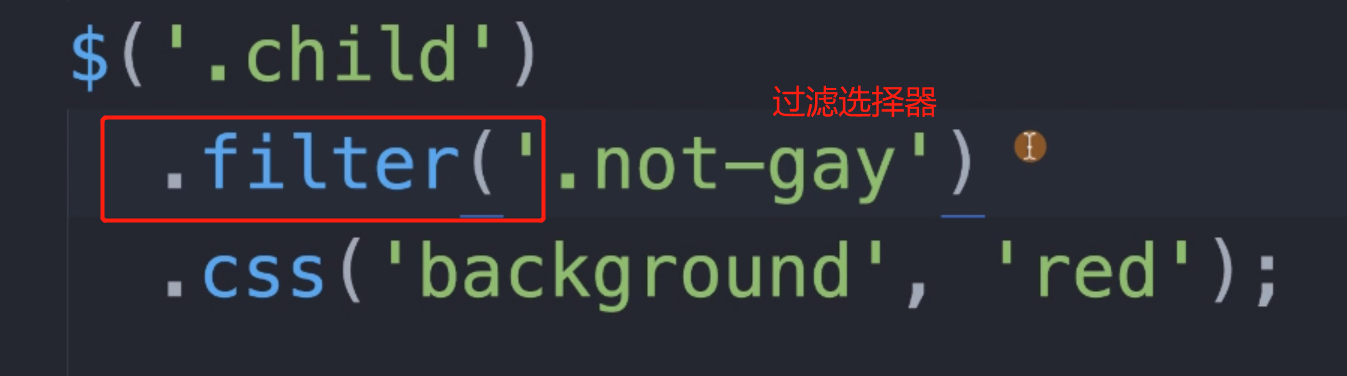 $('.child')
过滤选择器
.filter('.not-gay')
.css('background', 'red');